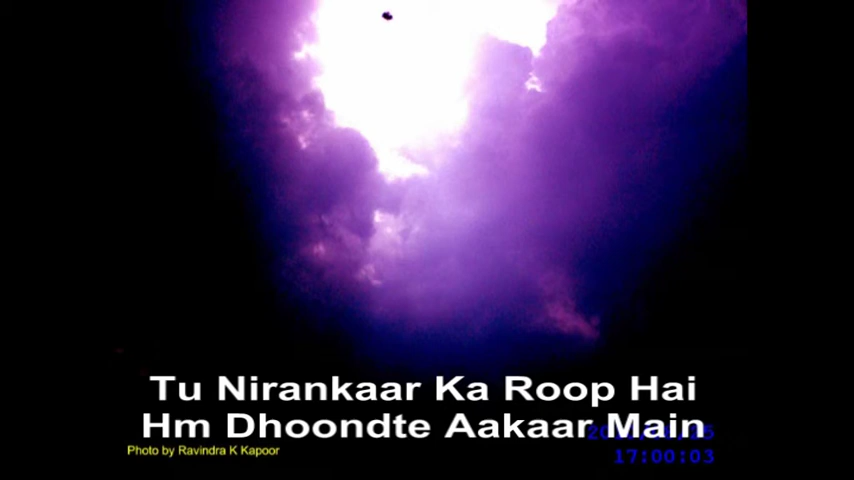 Tu Nirankaar Ka Roop Hai
Hm Dhoondte Aakaar Main
Photo by Ravindra K Kapoor
17:00:03